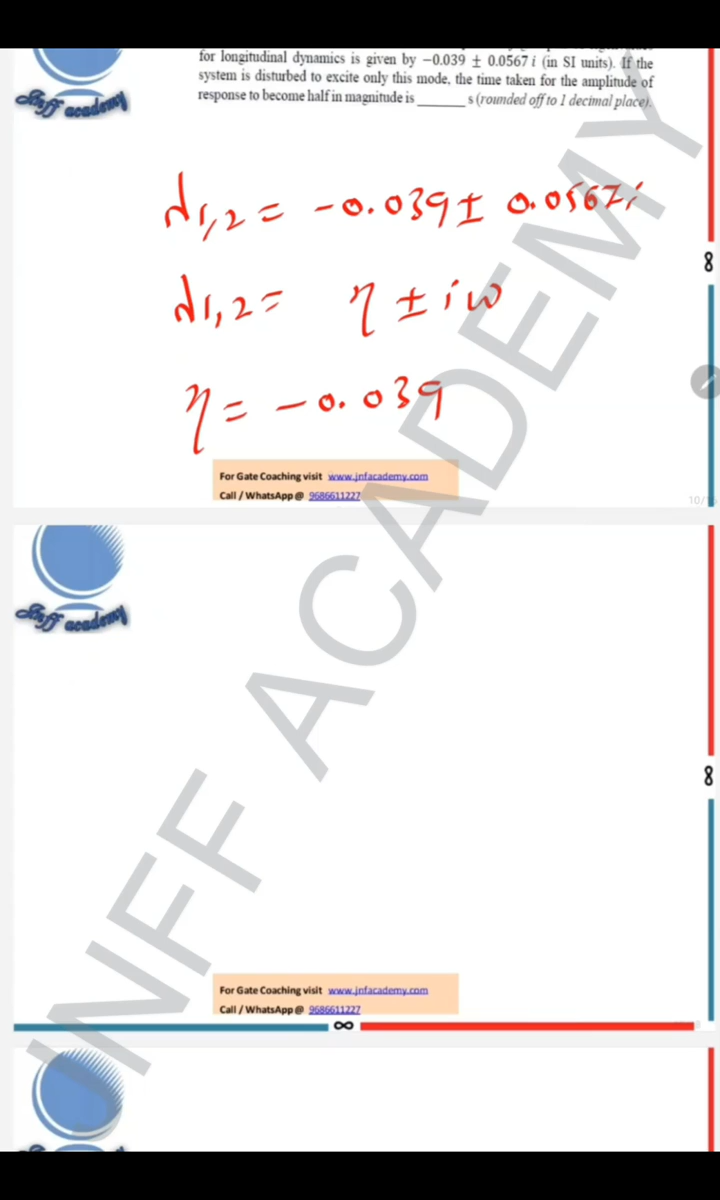 for longitudinal dynamics is given by −0.039 ± 0.0567 i (in SI units). If the
system is disturbed to excite only this mode, the time taken for the amplitude of
response to become half in magnitude is ______ s (rounded off to 1 decimal place).
academy
λ1,2 = -0.039 ± 0.0567i
8
λ1,2 = η ± iω
η = -0.039
For Gate Coaching visit www.jnfacademy.com
Call / WhatsApp @ 9686611227
JNFF ACADEMY
academy
8
For Gate Coaching visit www.jnfacademy.com
Call / WhatsApp @ 9686611227
∞